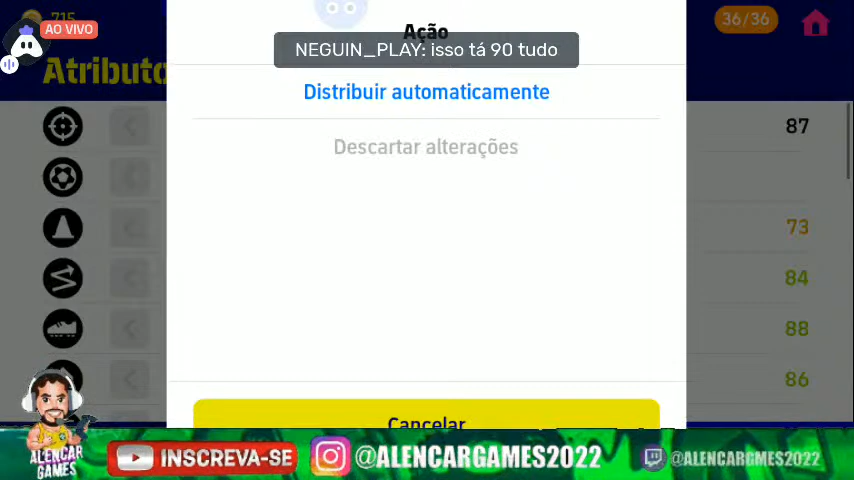 715
AO VIVO
36/36
Ação
NEGUIN_PLAY: isso tá 90 tudo
Atributo
Distribuir automaticamente
87
Descartar alterações
73
84
88
86
Cancelar
ALENCAR
GAMES
INSCREVA-SE
@ALENCARGAMES2022
@ALENCARGMES2022